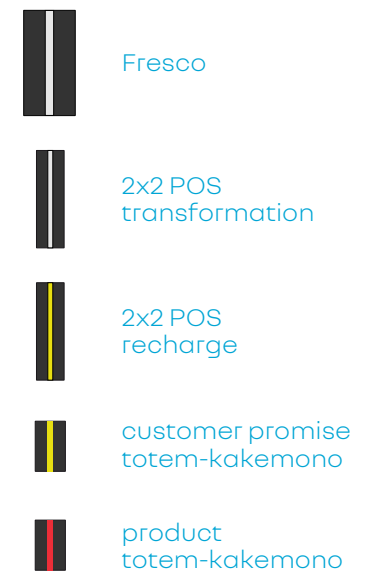 Fresco
2x2 POS
transformation
2x2 POS
recharge
customer promise
totem-kakemono
product
totem-kakemono